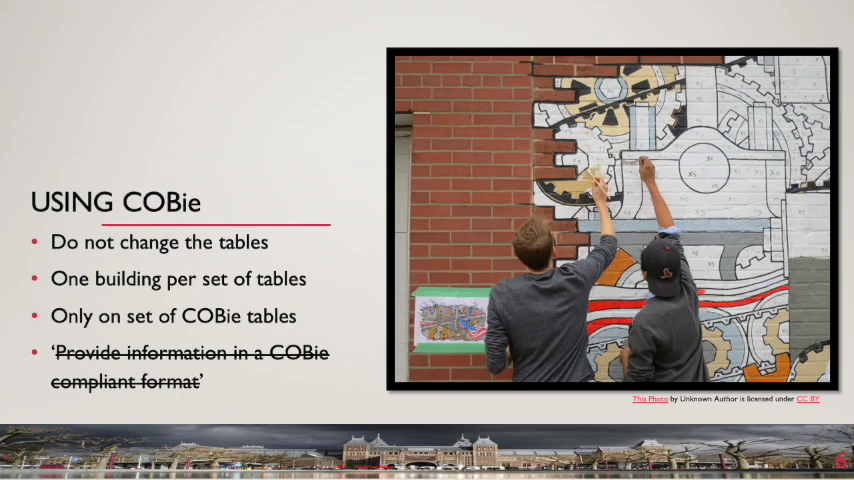 USING COBie
• Do not change the tables
• One building per set of tables
• Only on set of COBie tables
• ‘Provide information in a COBie
compliant format’
This Photo by Unknown Author is licensed under CC BY
6